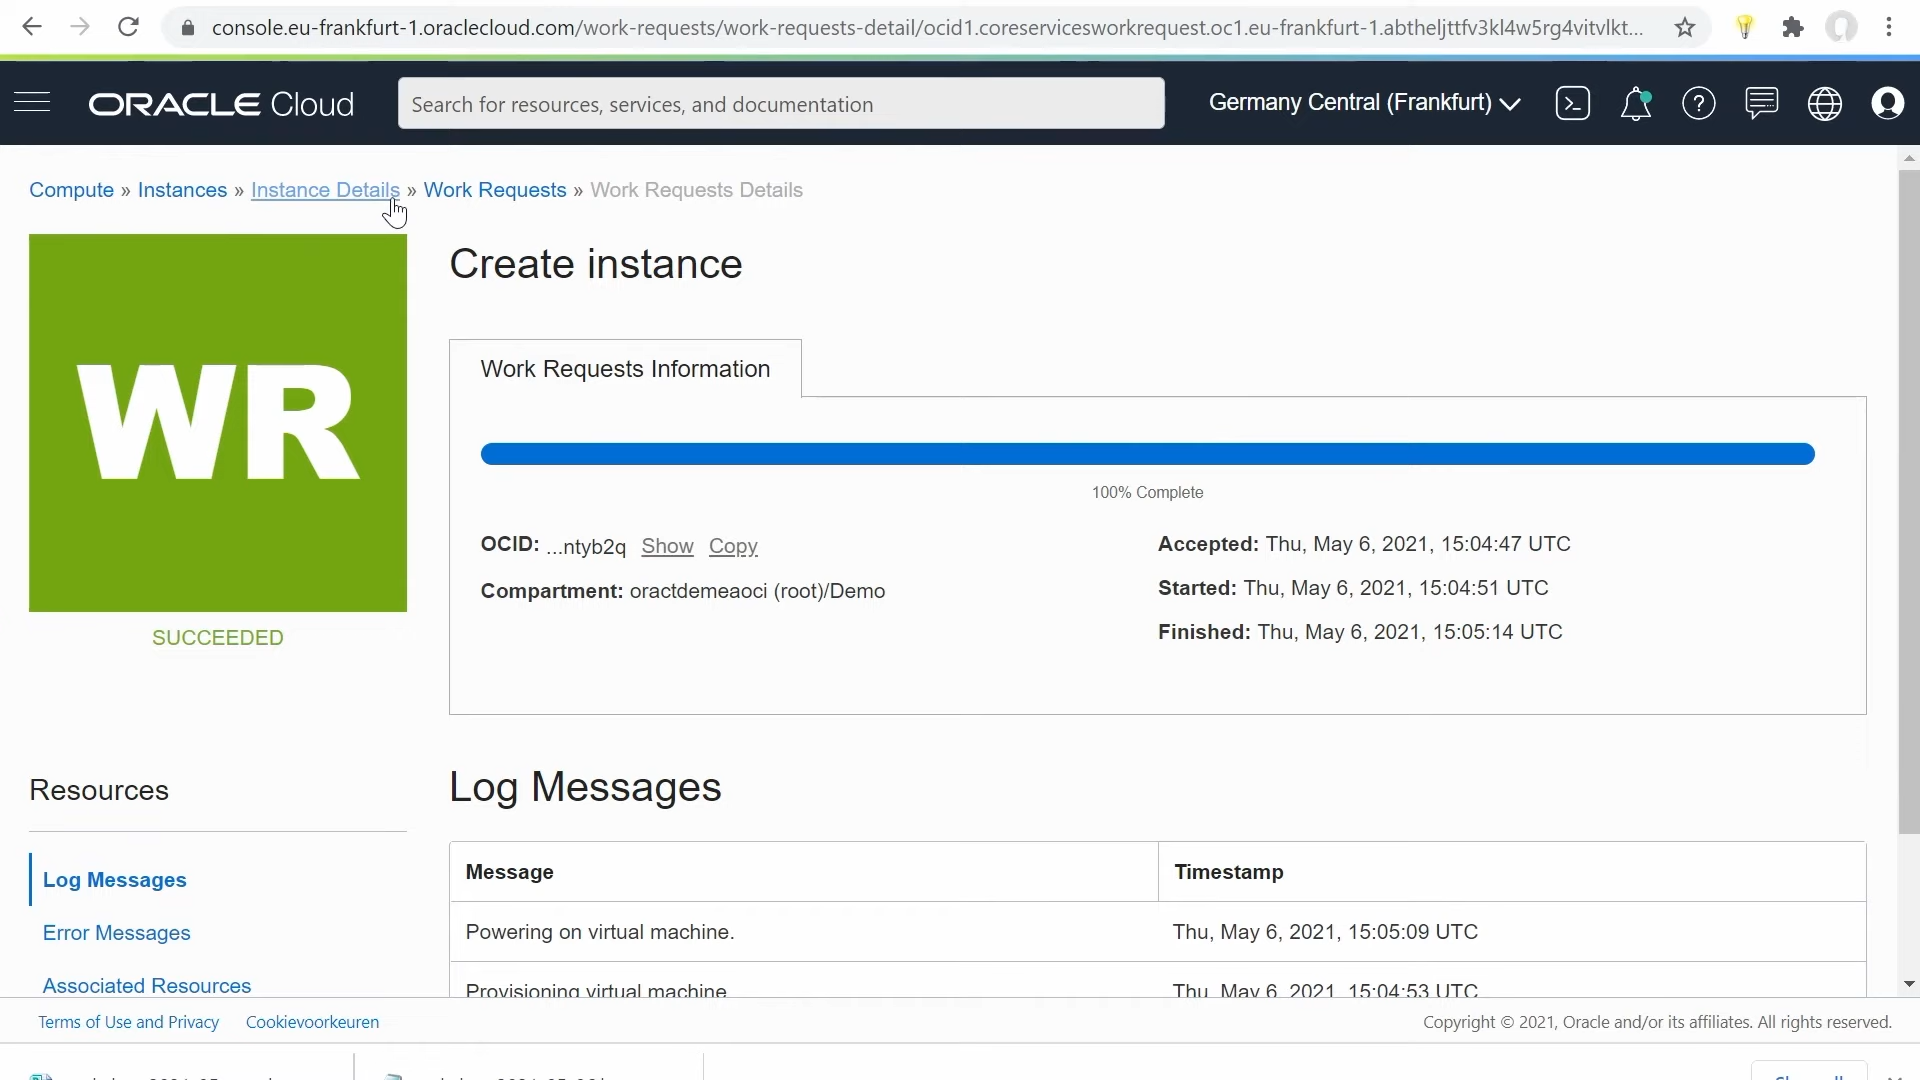 console.eu-frankfurt-1.oraclecloud.com/work-requests/work-requests-detail/ocid1.coreservicesworkrequest.oc1.eu-frankfurt-1.abtheljttfv3kl4w5rg4vitvlkt...
ORACLE Cloud
Search for resources, services, and documentation
Germany Central (Frankfurt)
Compute » Instances » Instance Details » Work Requests » Work Requests Details
WR
SUCCEEDED
Create instance
Work Requests Information
100% Complete
OCID: ...ntyb2q Show Copy
Compartment: oractdemeaoci (root)/Demo
Accepted: Thu, May 6, 2021, 15:04:47 UTC
Started: Thu, May 6, 2021, 15:04:51 UTC
Finished: Thu, May 6, 2021, 15:05:14 UTC
Resources
Log Messages
Error Messages
Associated Resources
Log Messages
Message Timestamp
Powering on virtual machine. Thu, May 6, 2021, 15:05:09 UTC
Provisioning virtual machine. Thu, May 6, 2021, 15:04:53 UTC
Terms of Use and Privacy Cookievoorkeuren
Copyright © 2021, Oracle and/or its affiliates. All rights reserved.